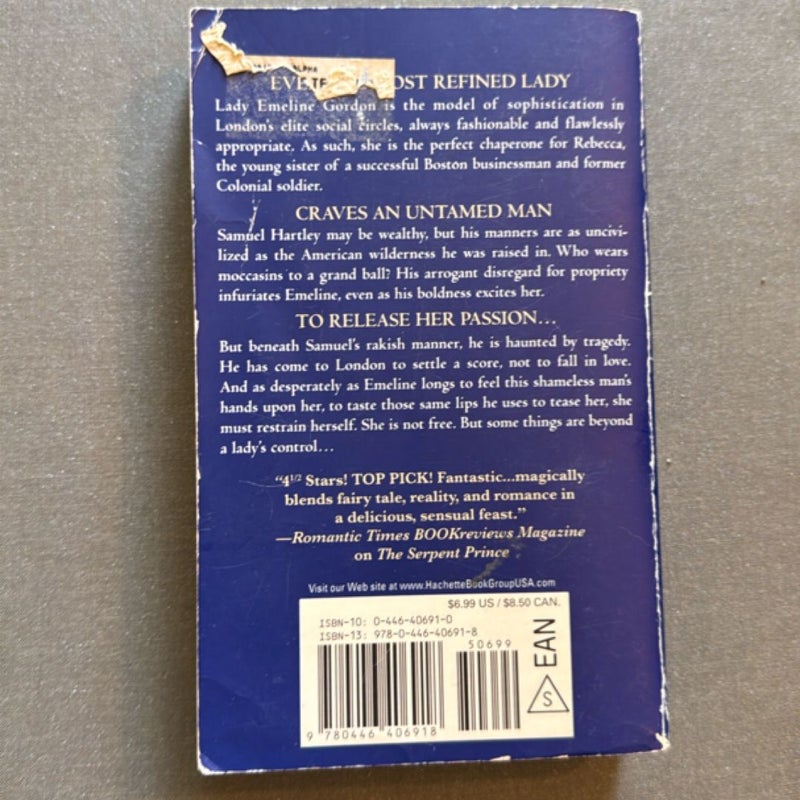 ALPHA
EVE TE OST REFINED LADY
Lady Emeline Gordon is the model of sophistication in
London's elite social circles, always fashionable and flawlessly
appropriate. As such, she is the perfect chaperone for Rebecca,
the young sister of a successful Boston businessman and former
Colonial soldier.
CRAVES AN UNTAMED MAN
Samuel Hartley may be wealthy, but his manners are as uncivi-
lized as the American wilderness he was raised in. Who wears
moccasins to a grand ball? His arrogant disregard for propriety
infuriates Emeline, even as his boldness excites her.
TO RELEASE HER PASSION...
But beneath Samuel's rakish manner, he is haunted by tragedy.
He has come to London to settle a score, not to fall in love.
And as desperately as Emeline longs to feel this shameless man's
hands upon her, to taste those same lips he uses to tease her, she
must restrain herself. She is not free. But some things are beyond
a lady's control...
"4 1/2 Stars! TOP PICK! Fantastic...magically
blends fairy tale, reality, and romance in
a delicious, sensual feast."
—Romantic Times BOOKreviews Magazine
on The Serpent Prince
Visit our Web site at www.HachetteBookGroupUSA.com
$6.99 US / $8.50 CAN.
ISBN-10: 0-446-40691-0
ISBN-13: 978-0-446-40691-8
50699
EAN
S
9 780446 406918